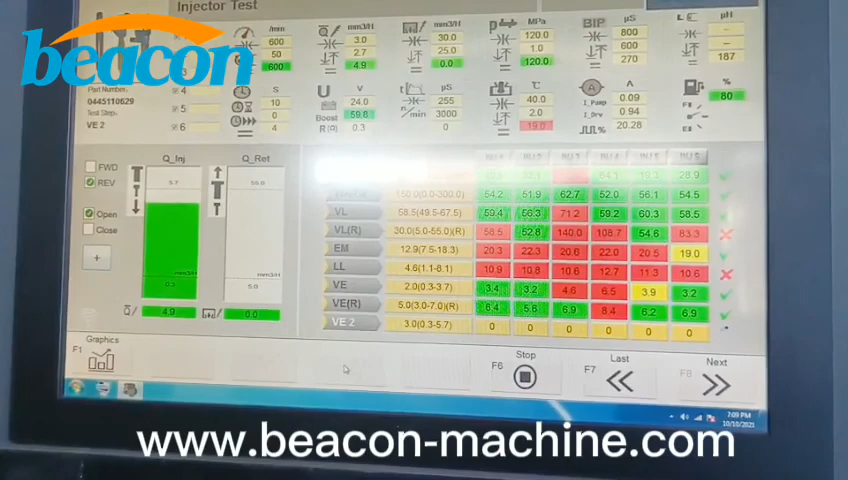 Injector Test
beacon
/min
600
50
600
mm3/H
3.0
2.7
4.9
mm3/H
30.0
25.0
0.0
MPa
120.0
1.0
120.0
BIP
µS
800
600
270
µH
–
–
187
Part Number:
0445110629
Test Step:
VE 2
4
5
6
S
10
0
4
V
24.0
Boost
59.8
R(Ω)
0.3
µS
255
n/min
3000
0
℃
40.0
2.0
19.0
A
I_Pump
0.09
I_Drv
0.94
%
20.28
%
80
FWD
REV
Open
Close
+
Q_Inj
5.7
mm3/H
0.3
4.9
Q_Ret
55.0
mm3/H
5.0
0.0
150.0(0.0-300.0) 54.2 51.9 62.7 52.0 56.1 54.5
VL 58.5(49.5-67.5) 59.4 56.3 71.2 59.2 60.3 58.5
VL(R) 30.0(5.0-55.0)(R) 58.5 52.8 140.0 108.7 54.6 83.3
EM 12.9(7.5-18.3) 20.3 22.3 20.6 22.0 20.5 19.0
LL 4.6(1.1-8.1) 10.9 10.8 10.6 12.7 11.3 10.6
VE 2.0(0.3-3.7) 3.4 3.2 4.6 6.5 3.9 3.2
VE(R) 5.0(3.0-7.0)(R) 6.4 5.6 6.9 8.4 6.2 6.9
VE 2 3.0(0.3-5.7) 0 0 0 0 0 0
Graphics
F1
Stop
F6
Last
F7
Next
F8
7:09 PM
10/10/2021
www.beacon-machine.com